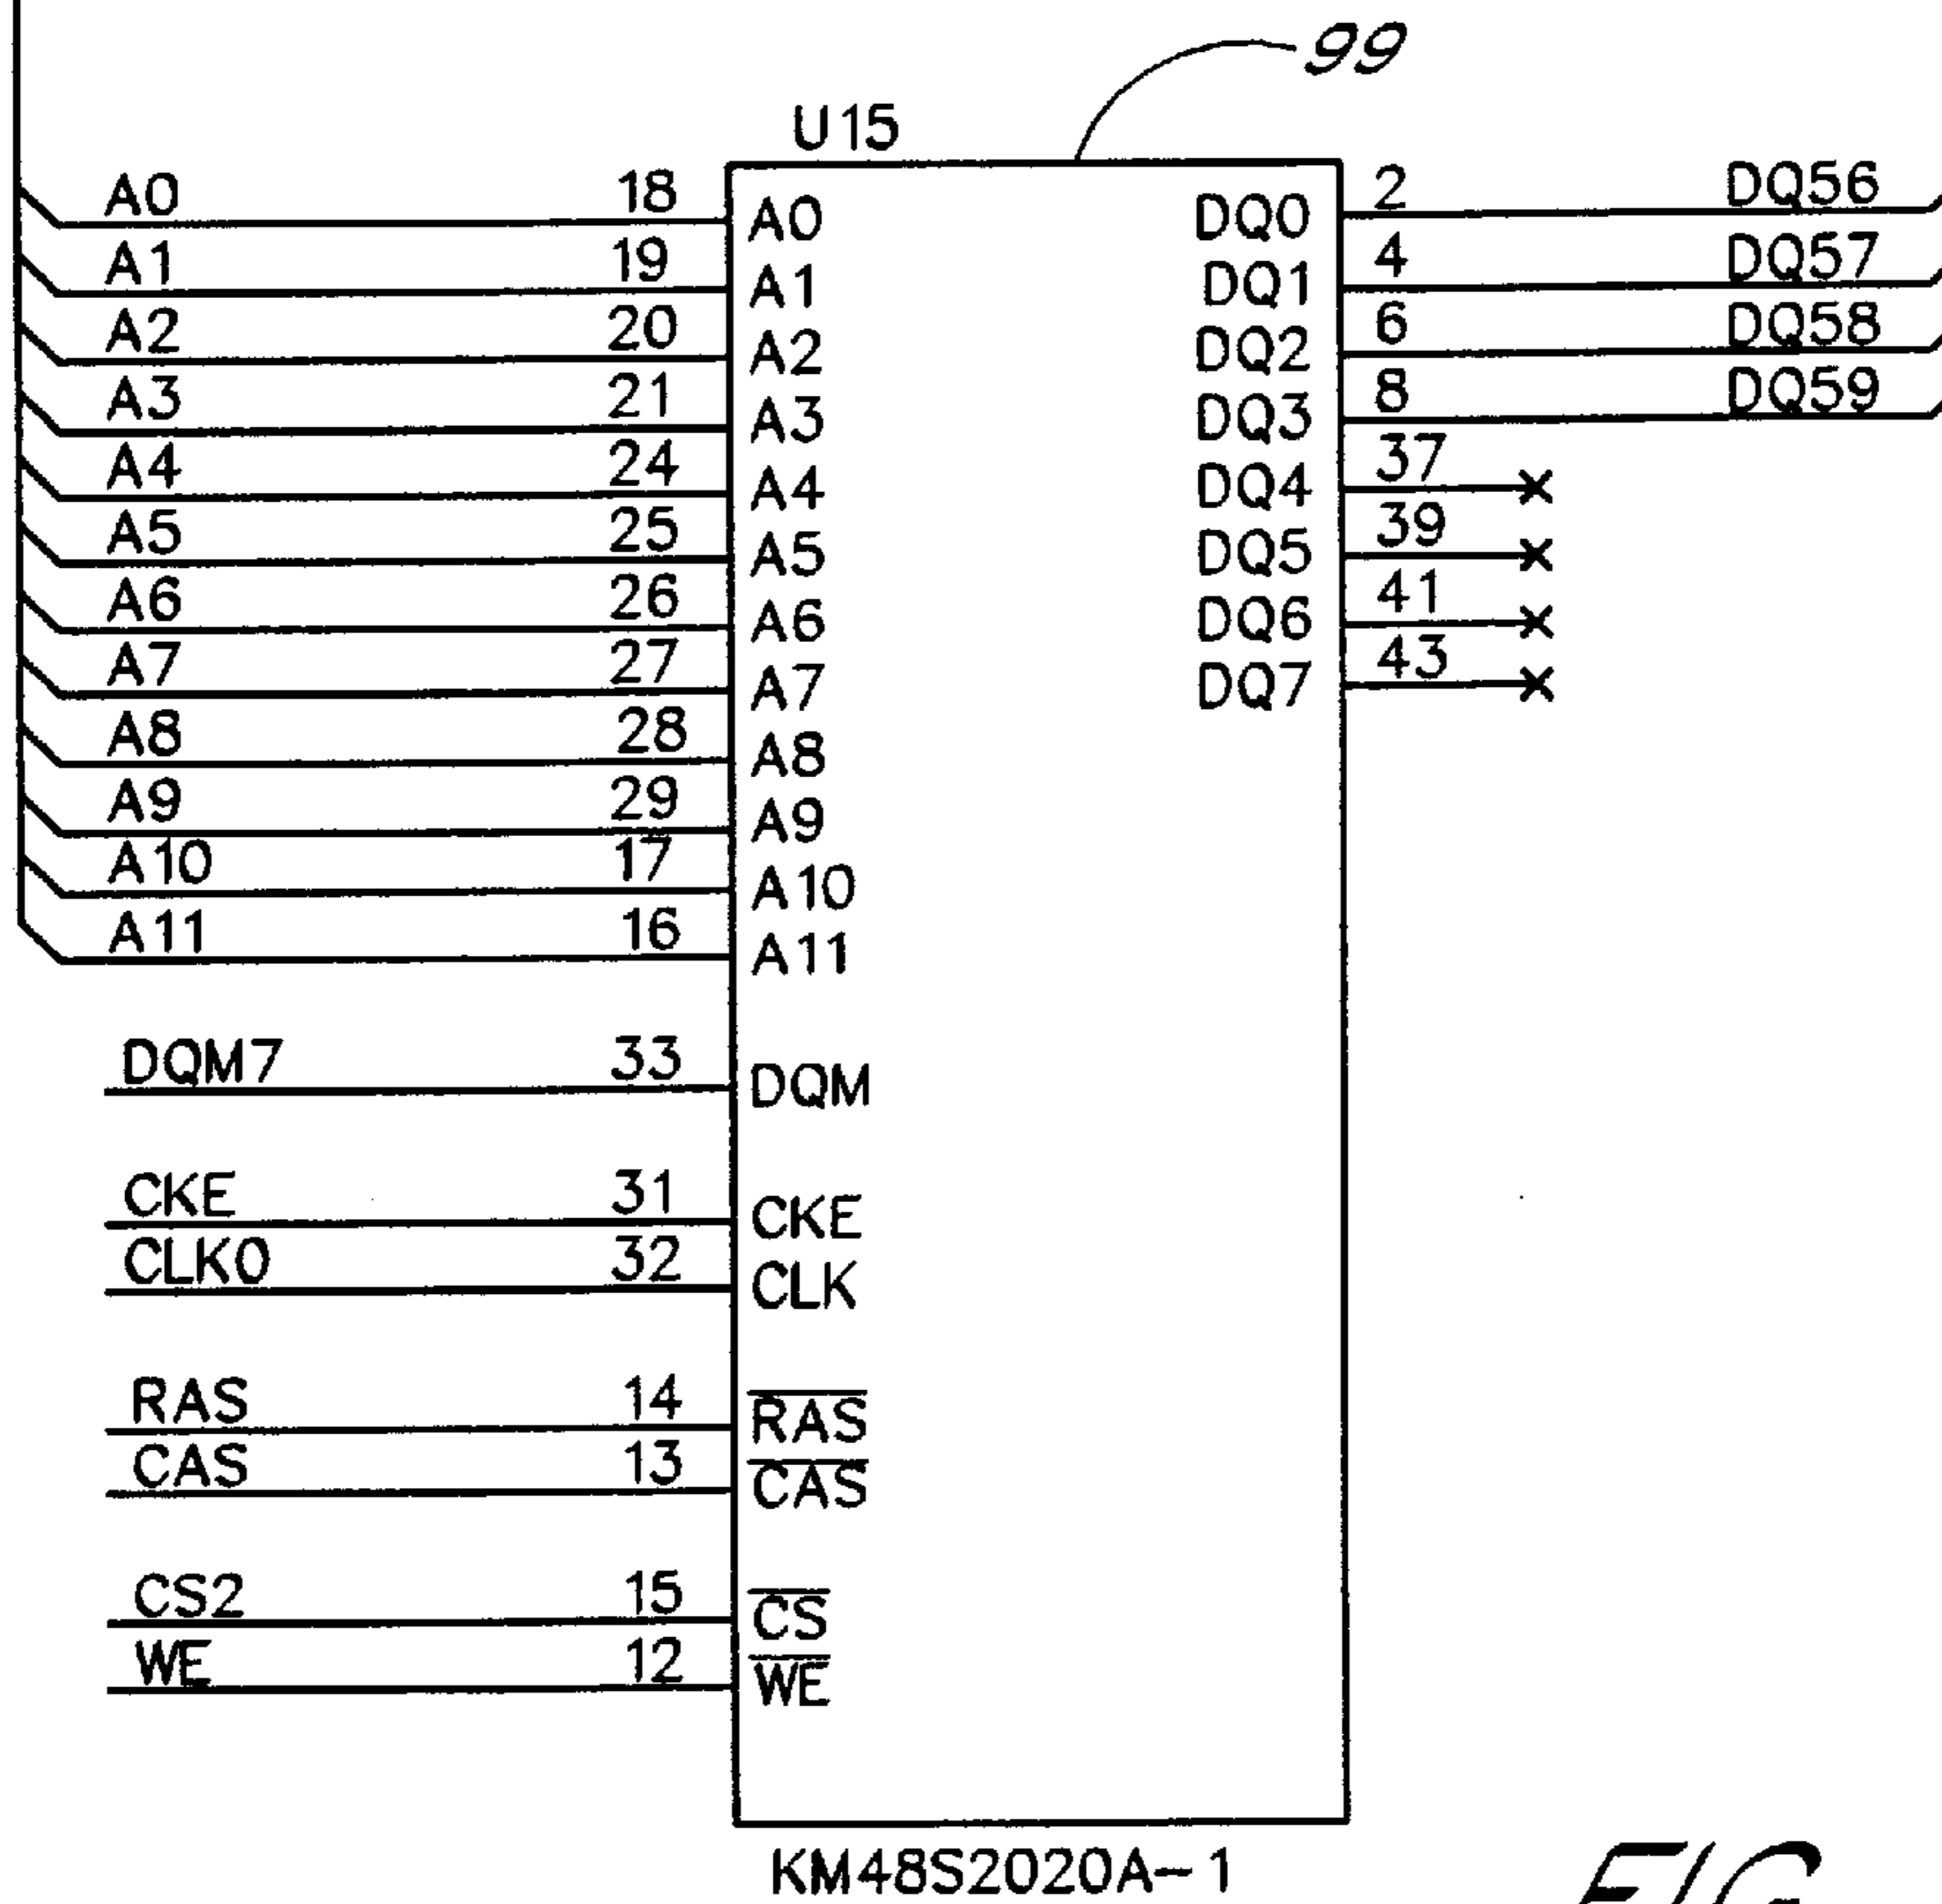 99
U15
A0 18 A0 DQ0 2 DQ56
A1 19 A1 DQ1 4 DQ57
A2 20 A2 DQ2 6 DQ58
A3 21 A3 DQ3 8 DQ59
A4 24 A4 DQ4 37
A5 25 A5 DQ5 39
A6 26 A6 DQ6 41
A7 27 A7 DQ7 43
A8 28 A8
A9 29 A9
A10 17 A10
A11 16 A11
DQM7 33 DQM
CKE 31 CKE
CLK0 32 CLK
RAS 14 R̅A̅S̅
CAS 13 C̅A̅S̅
CS2 15 C̅S̅
WE 12 W̅E̅
KM48S2020A-1
FIG